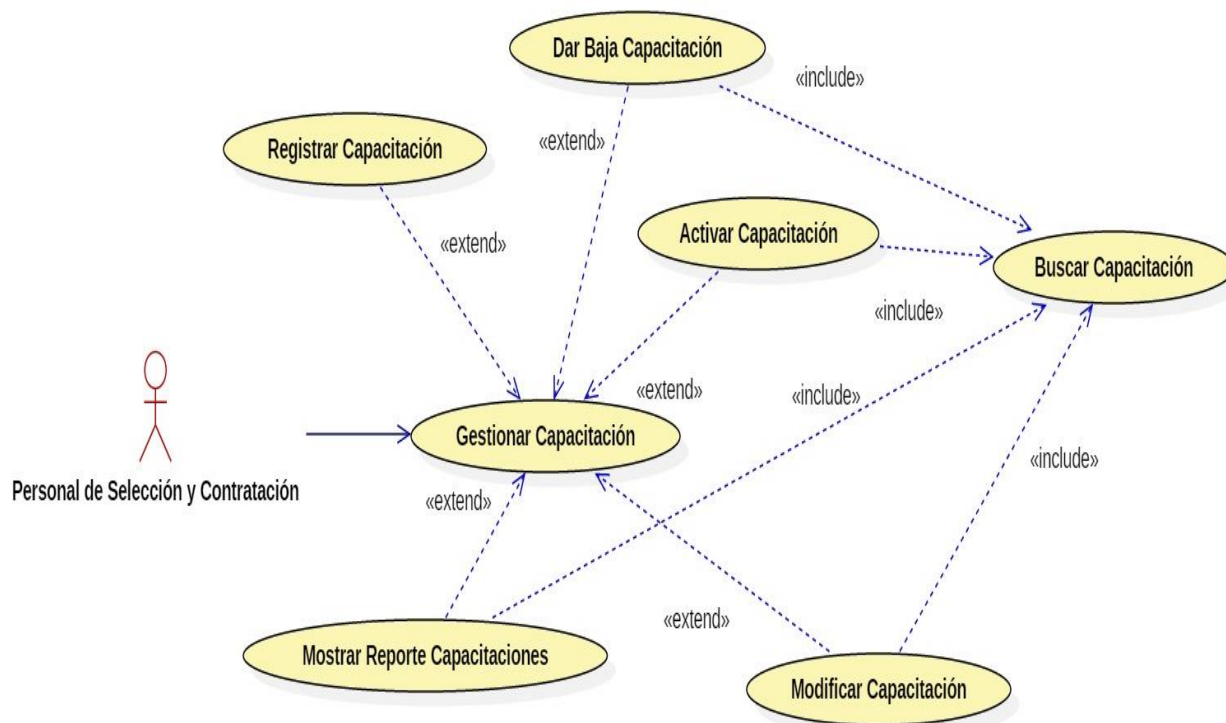 Dar Baja Capacitación
«include»
«extend»
Registrar Capacitación
«extend»
Activar Capacitación
Buscar Capacitación
«include»
«extend»
«include»
Gestionar Capacitación
«include»
Personal de Selección y Contratación
«extend»
«extend»
Mostrar Reporte Capacitaciones
Modificar Capacitación